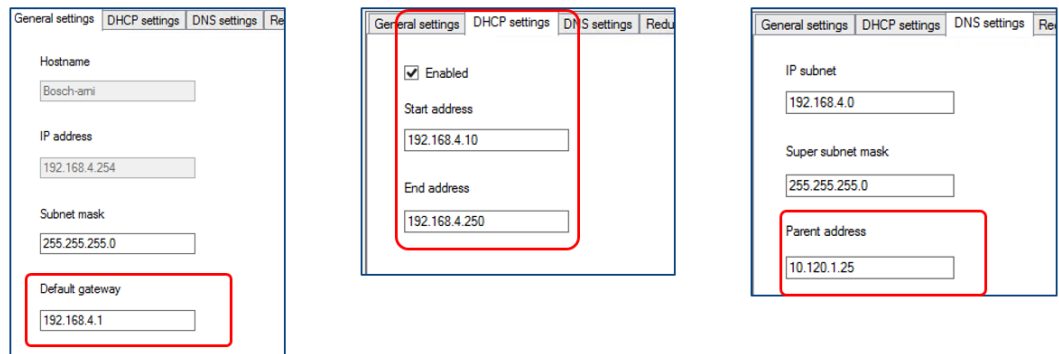 General settings DHCP settings DNS settings Re
Hostname
Bosch-ami
IP address
192.168.4.254
Subnet mask
255.255.255.0
Default gateway
192.168.4.1
General settings DHCP settings DNS settings Redu
Enabled
Start address
192.168.4.10
End address
192.168.4.250
General settings DHCP settings DNS settings Re
IP subnet
192.168.4.0
Super subnet mask
255.255.255.0
Parent address
10.120.1.25